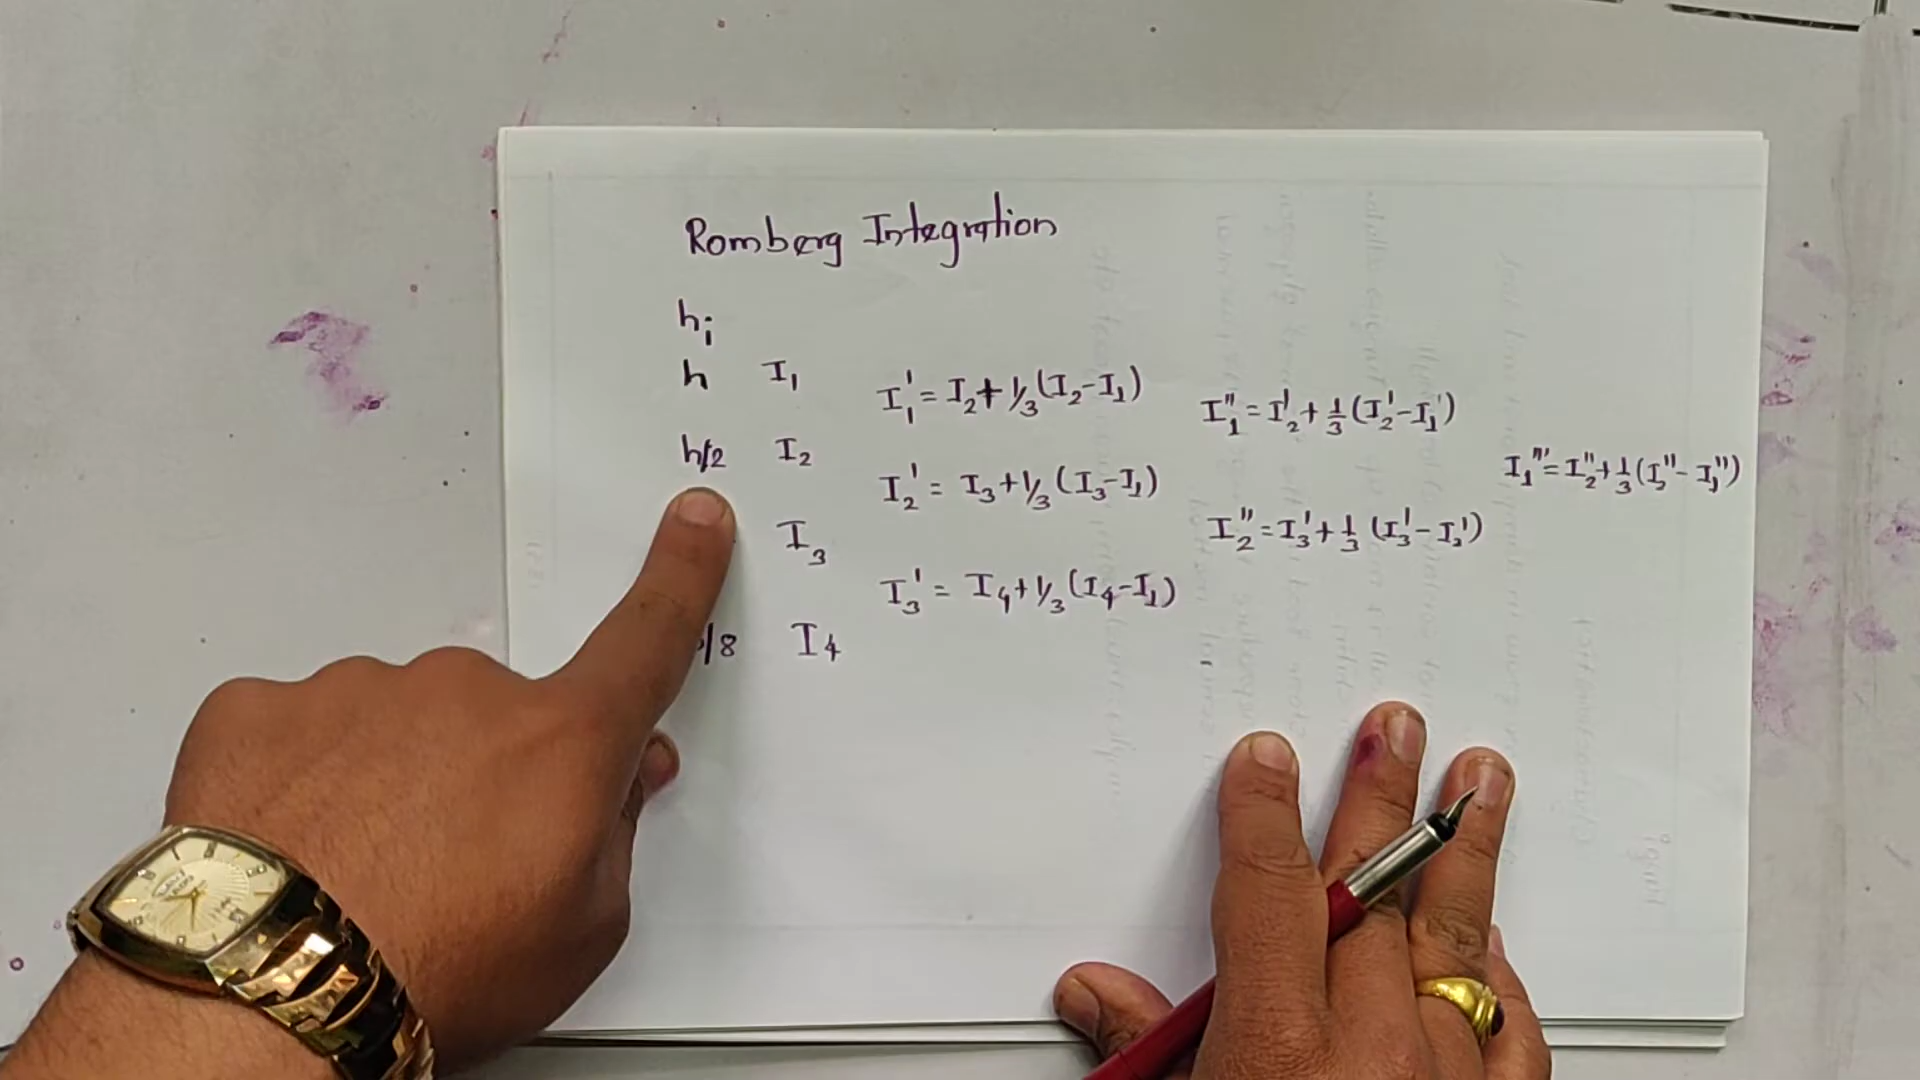 Romberg Integration
hi
h I₁ I₁' = I₂+⅓(I₂-I₁) I₁" = I₂'+⅓(I₂'-I₁')
h/2 I₂ I₂' = I₃+⅓(I₃-I₁) I₁'''= I₂"+⅓(I₂"-I₁")
I₃ I₂" = I₃'+⅓(I₃'-I₂')
I₃' = I₄+⅓(I₄-I₁)
/8 I₄